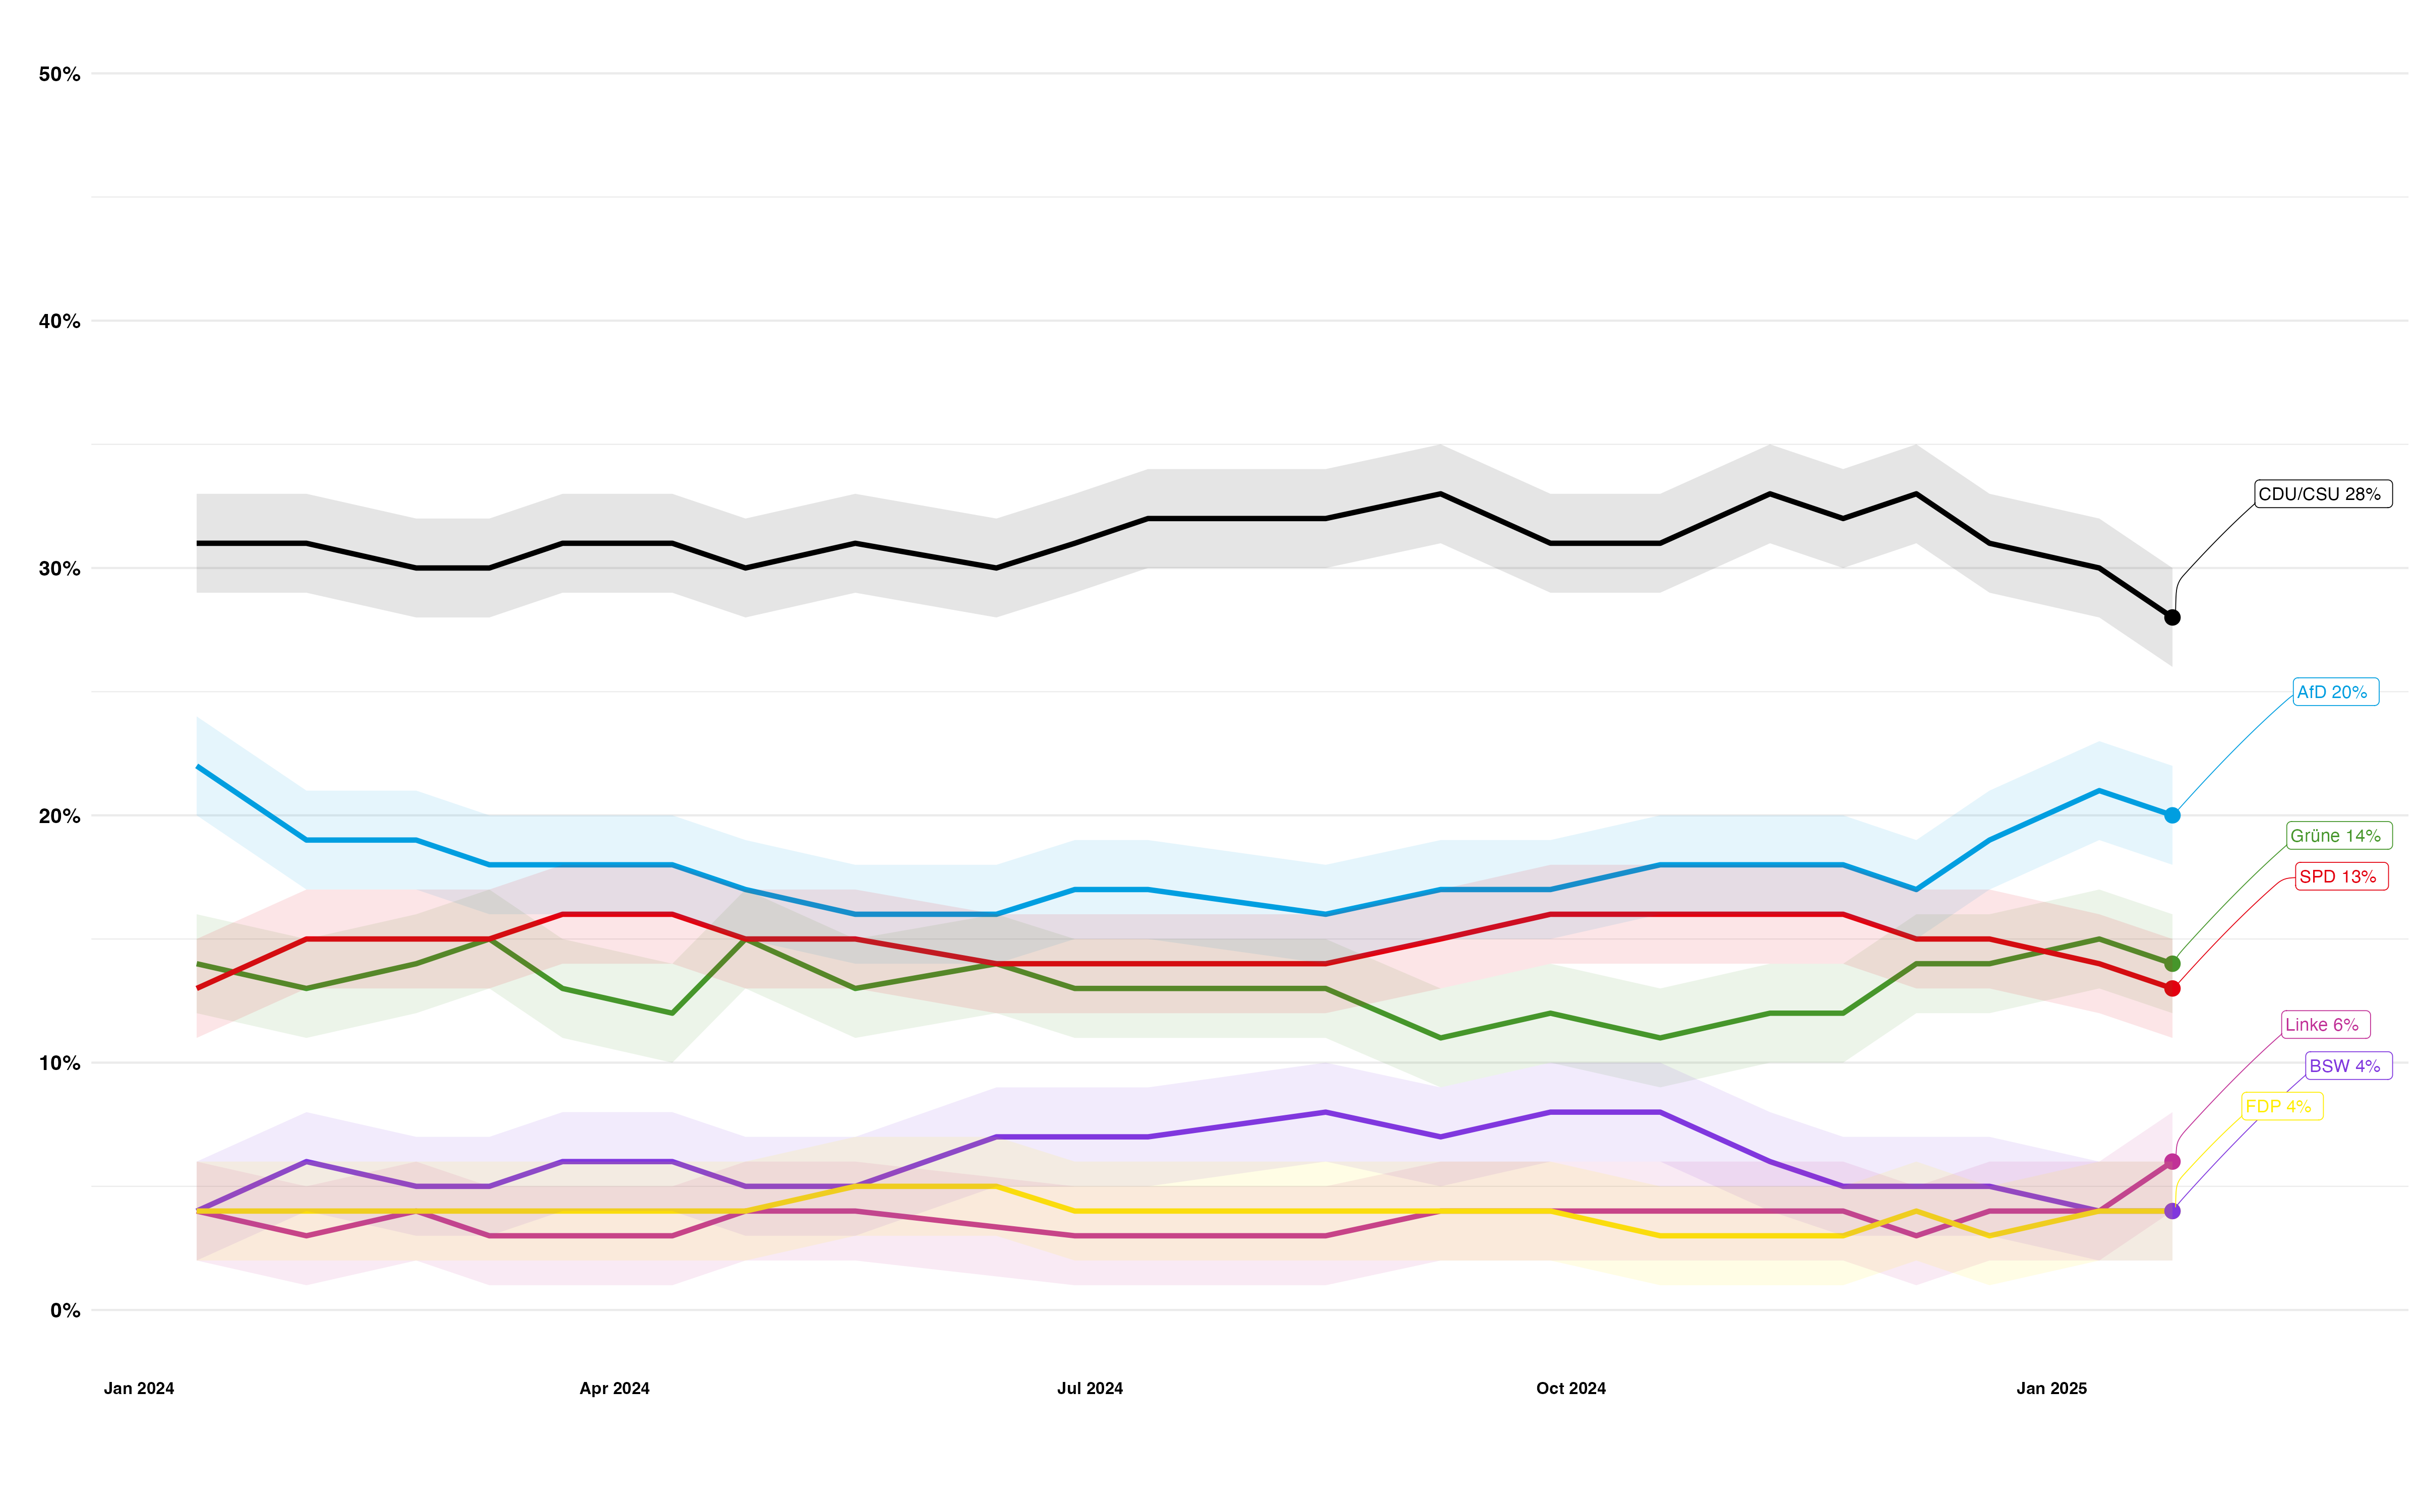 50%
40%
30%
20%
10%
0%
CDU/CSU 28%
AfD 20%
Grüne 14%
SPD 13%
Linke 6%
BSW 4%
FDP 4%
Jan 2024
Apr 2024
Jul 2024
Oct 2024
Jan 2025